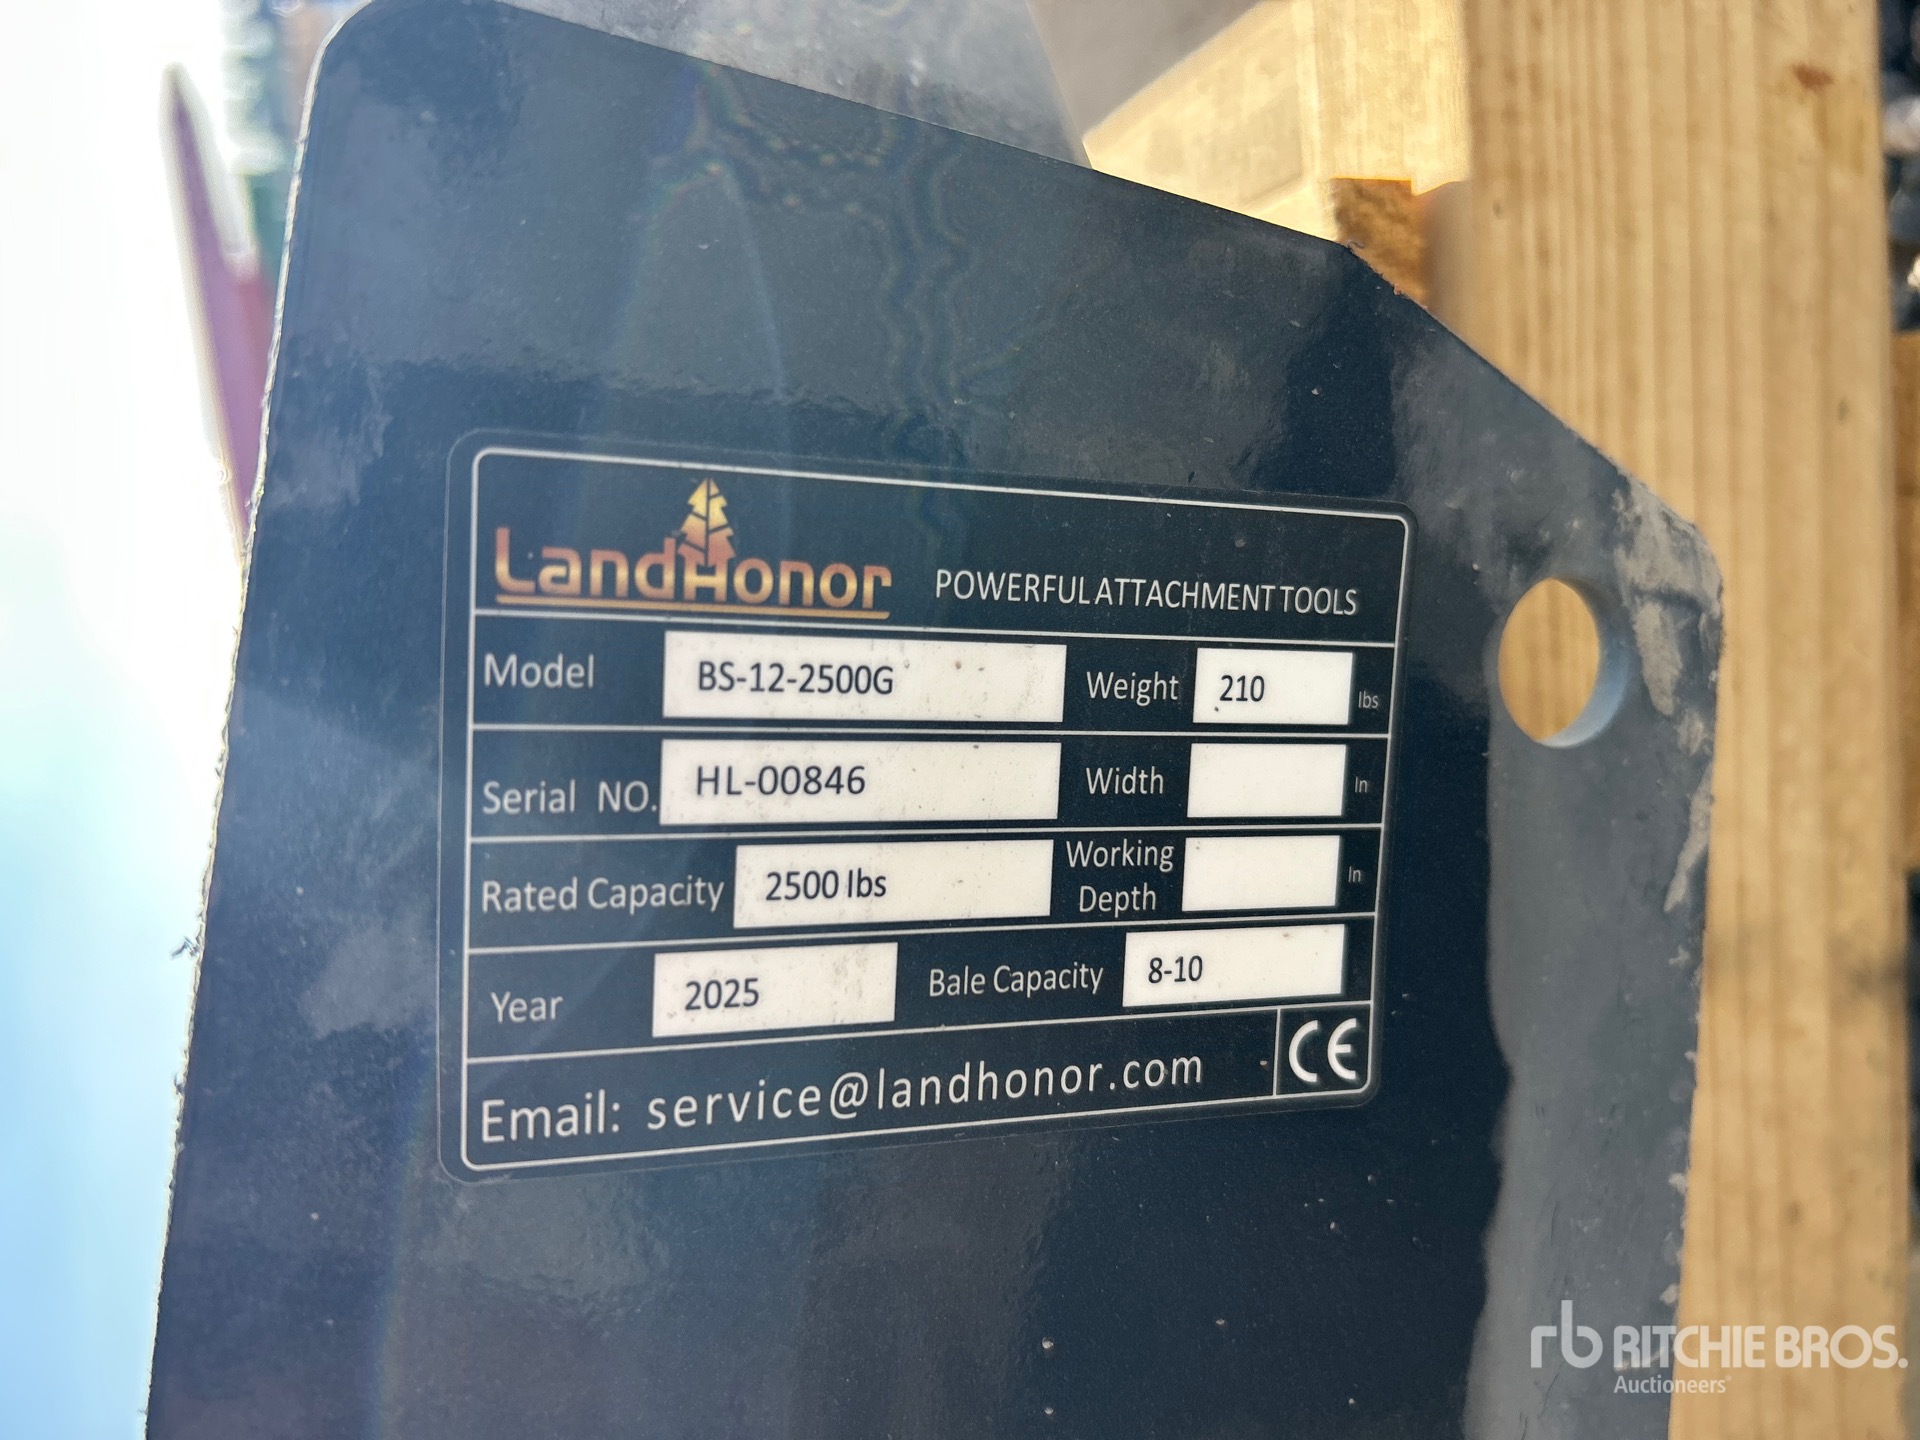 LandHonor POWERFUL ATTACHMENT TOOLS
Model BS-12-2500G Weight 210 lbs
Serial NO. HL-00846 Width In
Rated Capacity 2500 lbs Working Depth In
Year 2025 Bale Capacity 8-10
Email: service@landhonor.com CE
rb RITCHIE BROS.
Auctioneers